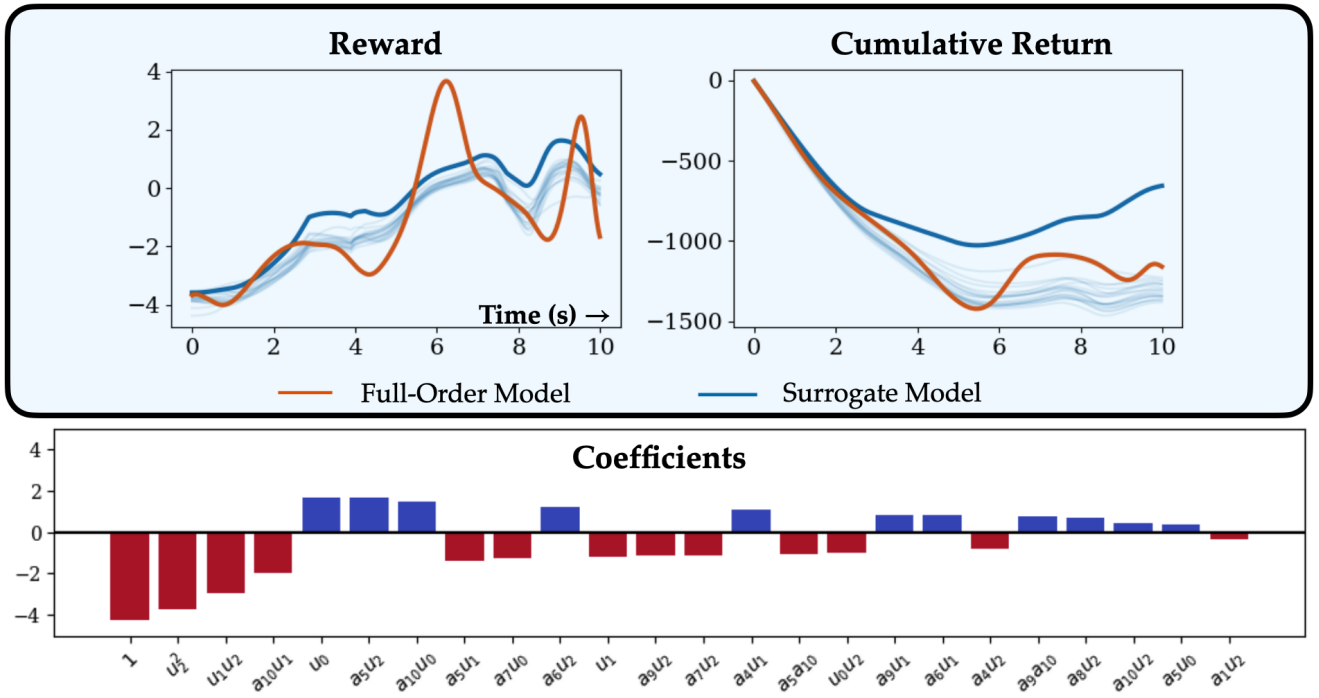 Reward
Cumulative Return
4
2
0
−2
−4
0
−500
−1000
−1500
Time (s) →
0 2 4 6 8 10
0 2 4 6 8 10
Full-Order Model
Surrogate Model
Coefficients
4
2
0
−2
−4
1
u₂²
u₁u₂
a₁₀u₁
u₀
a₅u₂
a₁₀u₀
a₅u₁
a₇u₀
a₆u₂
u₁
a₉u₂
a₇u₂
a₄u₁
a₅a₁₀
u₀u₂
a₉u₁
a₆u₁
a₄u₂
a₉a₁₀
a₈u₂
a₁₀u₂
a₅u₀
a₁u₂